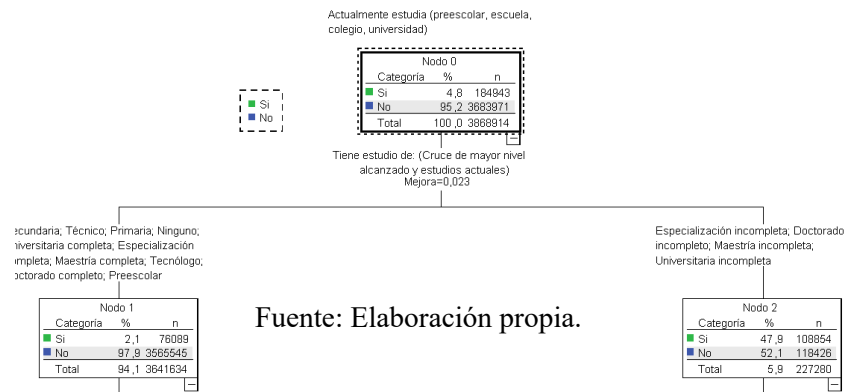 Actualmente estudia (preescolar, escuela,
colegio, universidad)
Nodo 0
Categoría % n
Si 4,8 184943
No 95,2 3683971
Total 100,0 3868914
Si
No
Tiene estudio de: (Cruce de mayor nivel
alcanzado y estudios actuales)
Mejora=0,023
ecundaria; Técnico; Primaria; Ninguno;
niversitaria completa; Especialización
mpleta; Maestría completa; Tecnólogo;
octorado completo; Preescolar
Nodo 1
Categoría % n
Si 2,1 76089
No 97,9 3565545
Total 94,1 3641634
Fuente: Elaboración propia.
Especialización incompleta; Doctorado
incompleto; Maestría incompleta;
Universitaria incompleta
Nodo 2
Categoría % n
Si 47,9 108854
No 52,1 118426
Total 5,9 227280